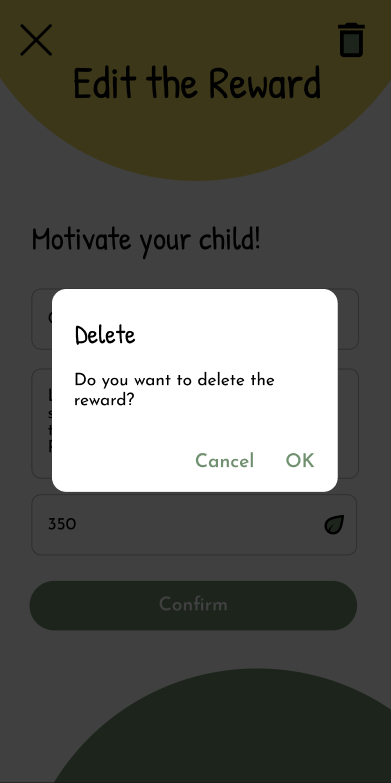 Edit the Reward
Motivate your child!
Delete
Do you want to delete the
reward?
Cancel OK
350
Confirm